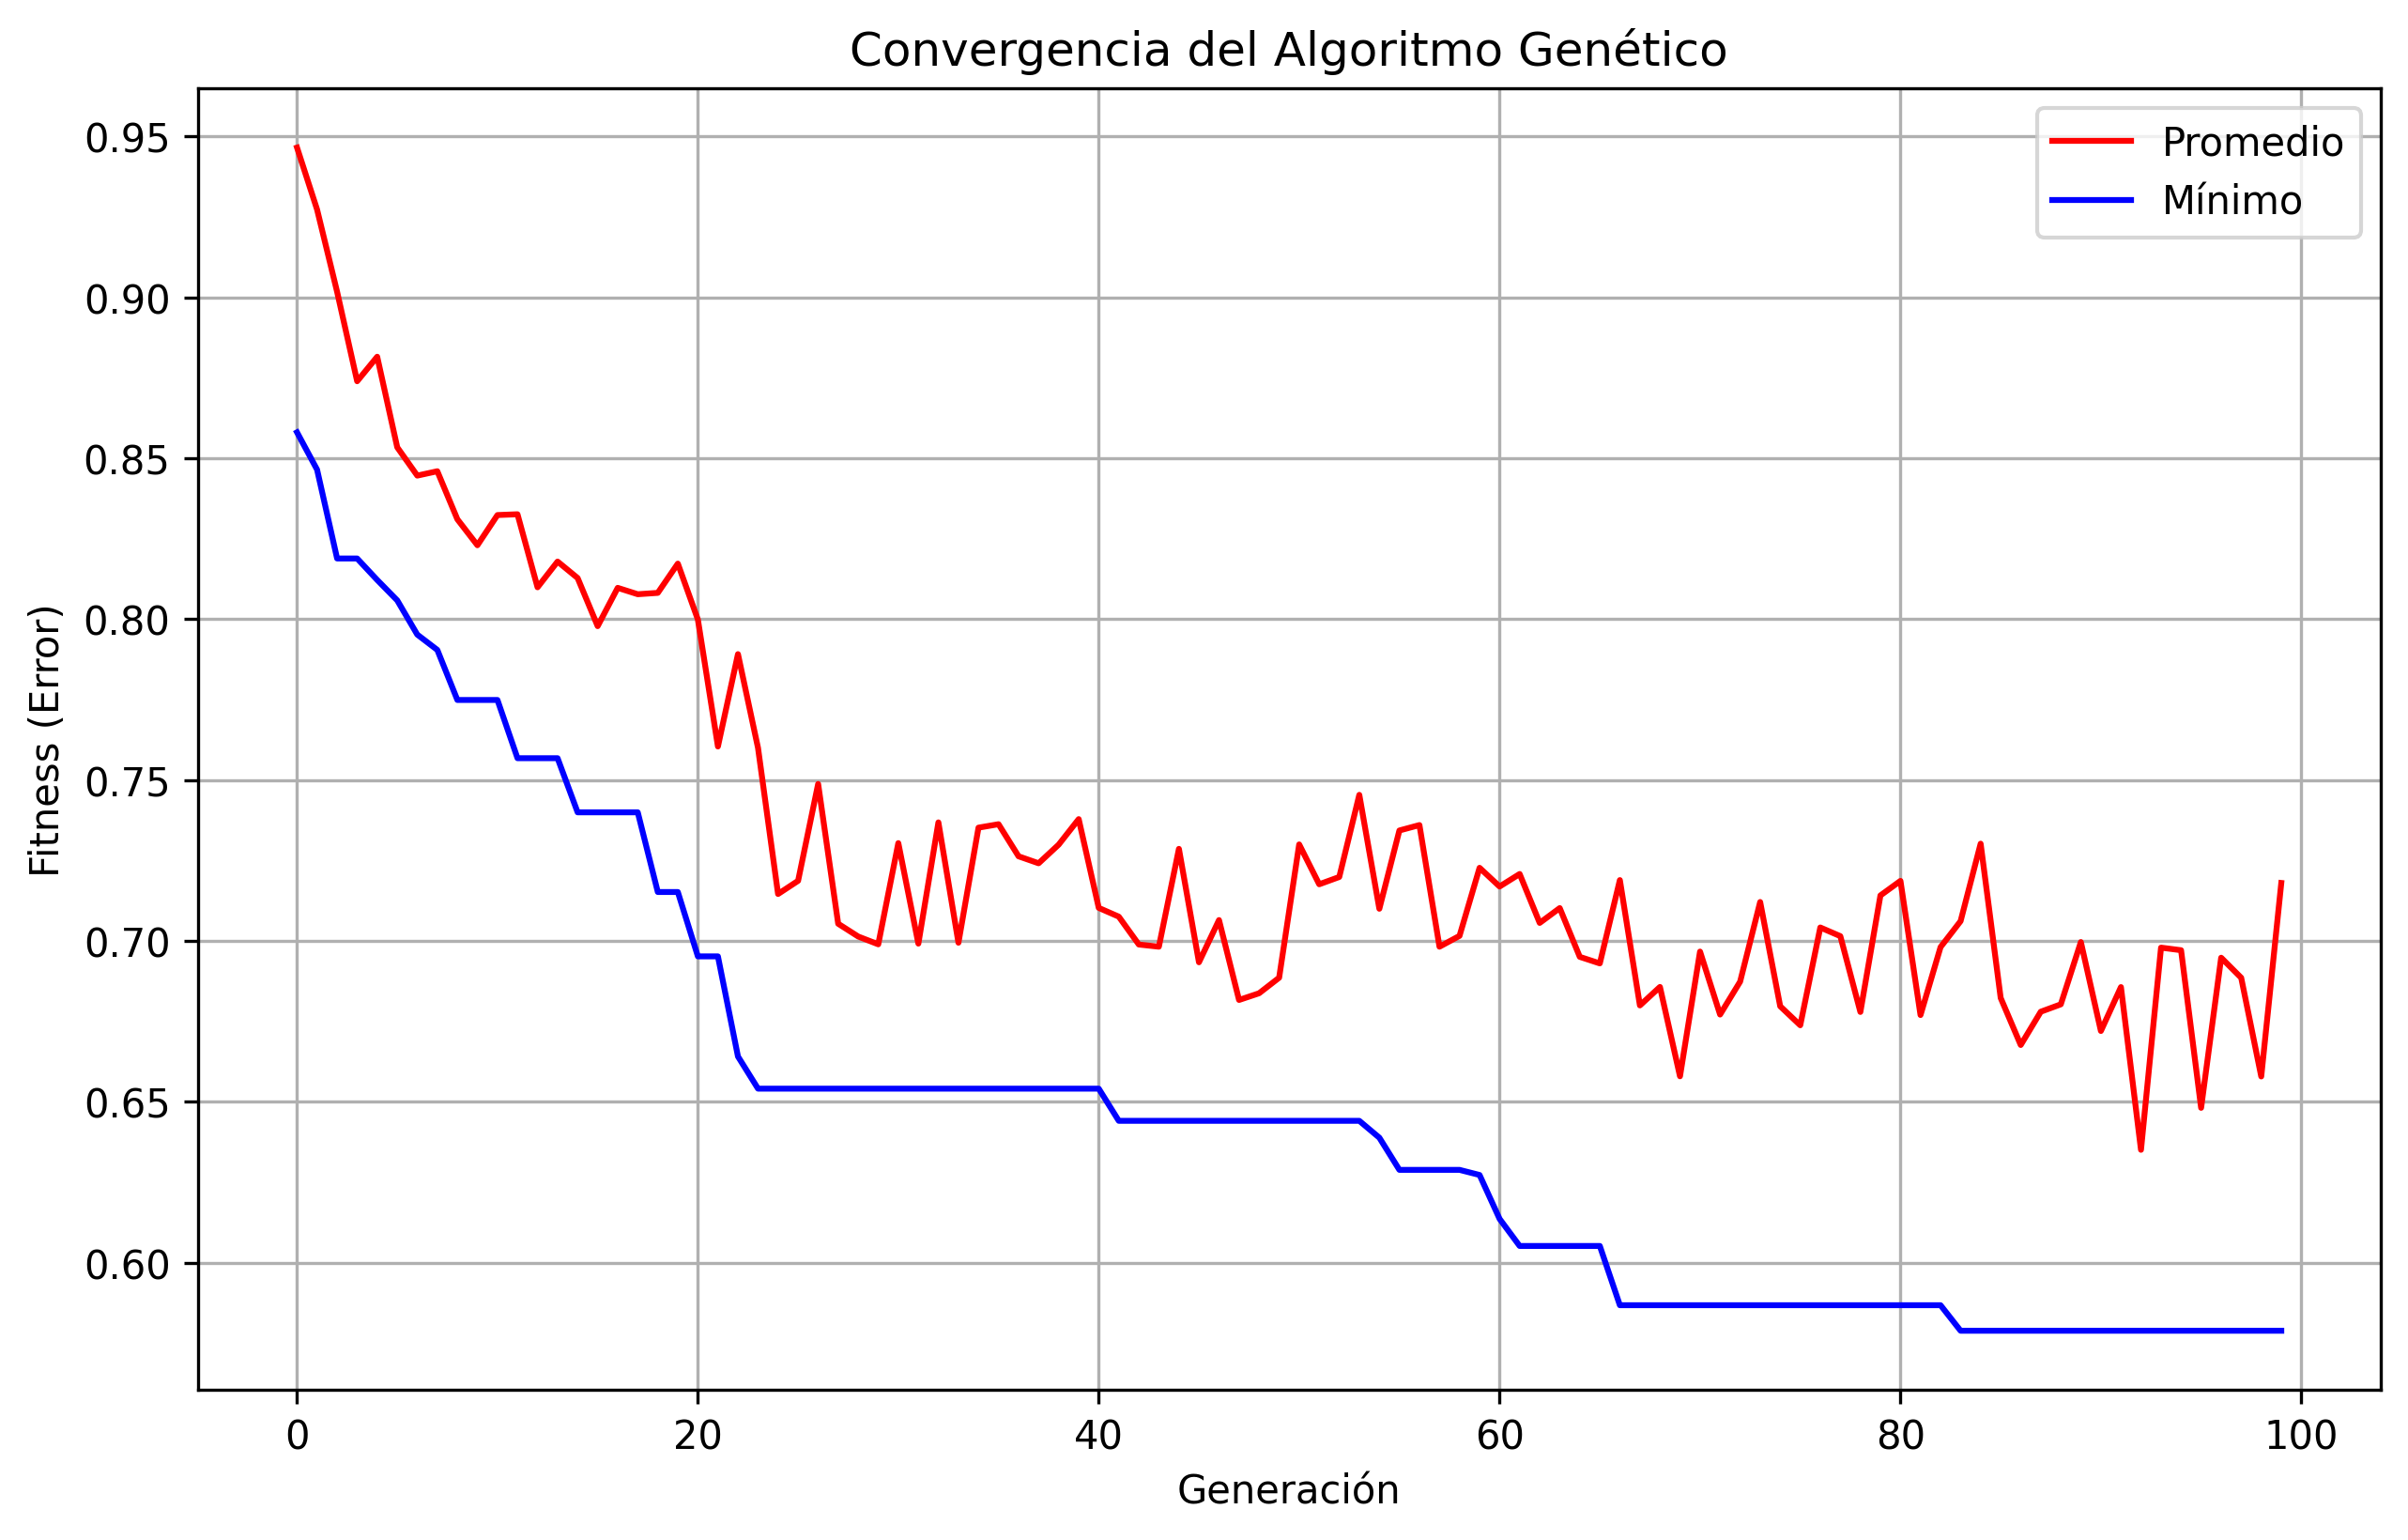 Convergencia del Algoritmo Genético
Promedio
Mínimo
0.95
0.90
0.85
0.80
0.75
0.70
0.65
0.60
Fitness (Error)
0 20 40 60 80 100
Generación